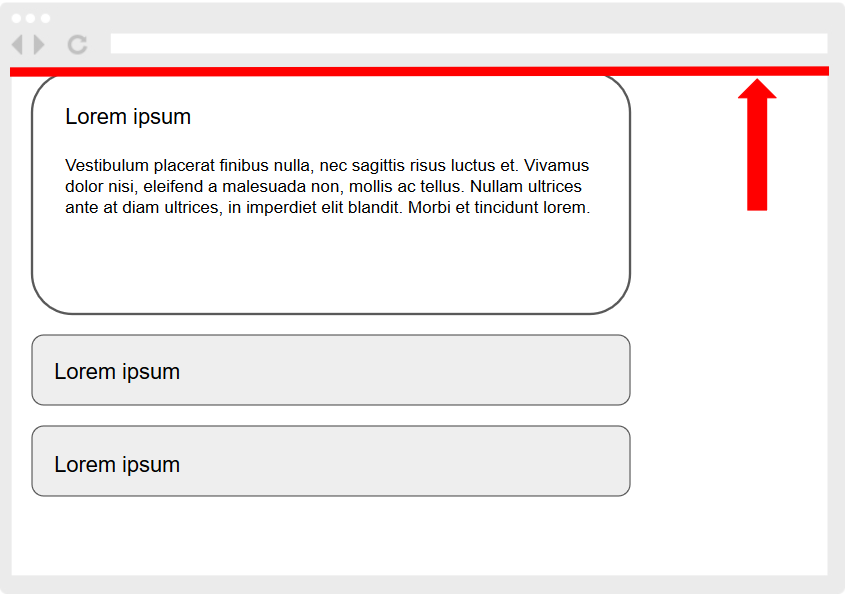 Lorem ipsum
Vestibulum placerat finibus nulla, nec sagittis risus luctus et. Vivamus
dolor nisi, eleifend a malesuada non, mollis ac tellus. Nullam ultrices
ante at diam ultrices, in imperdiet elit blandit. Morbi et tincidunt lorem.
Lorem ipsum
Lorem ipsum